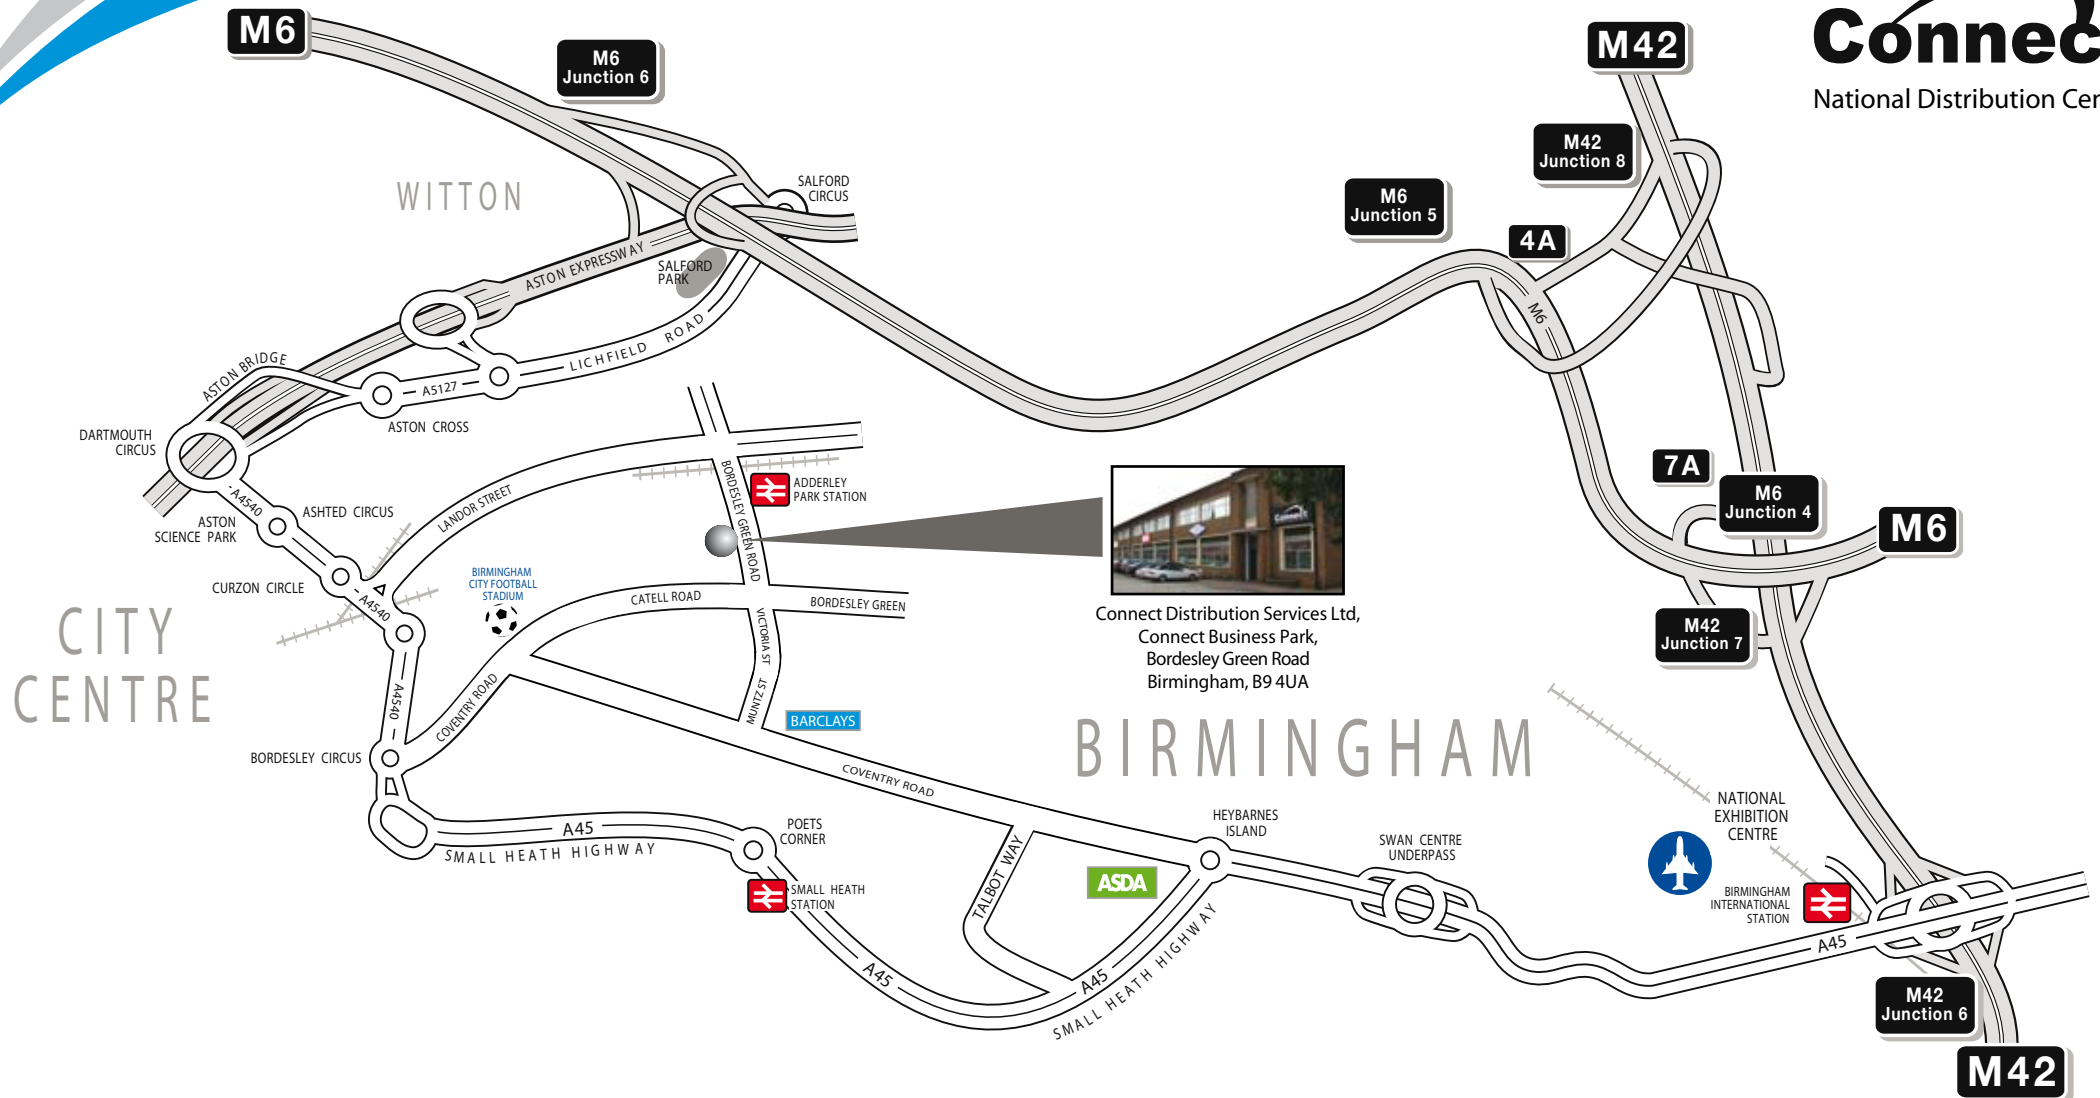 M6
M6
Junction 6
M42
Connec
National Distribution Cen
M42
Junction 8
M6
Junction 5
4A
SALFORD
CIRCUS
WITTON
ASTON EXPRESSWAY
SALFORD
PARK
M6
LICHFIELD ROAD
ASTON BRIDGE
A5127
ASTON CROSS
DARTMOUTH
CIRCUS
A4540
ASHTED CIRCUS
ASTON
SCIENCE PARK
LANDOR STREET
BORDESLEY GREEN ROAD
ADDERLEY
PARK STATION
7A
M6
Junction 4
M6
Connect
CURZON CIRCLE
A4540
BIRMINGHAM
CITY FOOTBALL
STADIUM
CATELL ROAD
BORDESLEY GREEN
VICTORIA ST
Connect Distribution Services Ltd,
Connect Business Park,
Bordesley Green Road
Birmingham, B9 4UA
M42
Junction 7
CITY
CENTRE
A4540
COVENTRY ROAD
MUNTZ ST
BARCLAYS
BIRMINGHAM
BORDESLEY CIRCUS
COVENTRY ROAD
A45
SMALL HEATH HIGHWAY
POETS
CORNER
HEYBARNES
ISLAND
SWAN CENTRE
UNDERPASS
NATIONAL
EXHIBITION
CENTRE
SMALL HEATH
STATION
TALBOT WAY
ASDA
BIRMINGHAM
INTERNATIONAL
STATION
A45
A45
A45
SMALL HEATH HIGHWAY
M42
Junction 6
M42